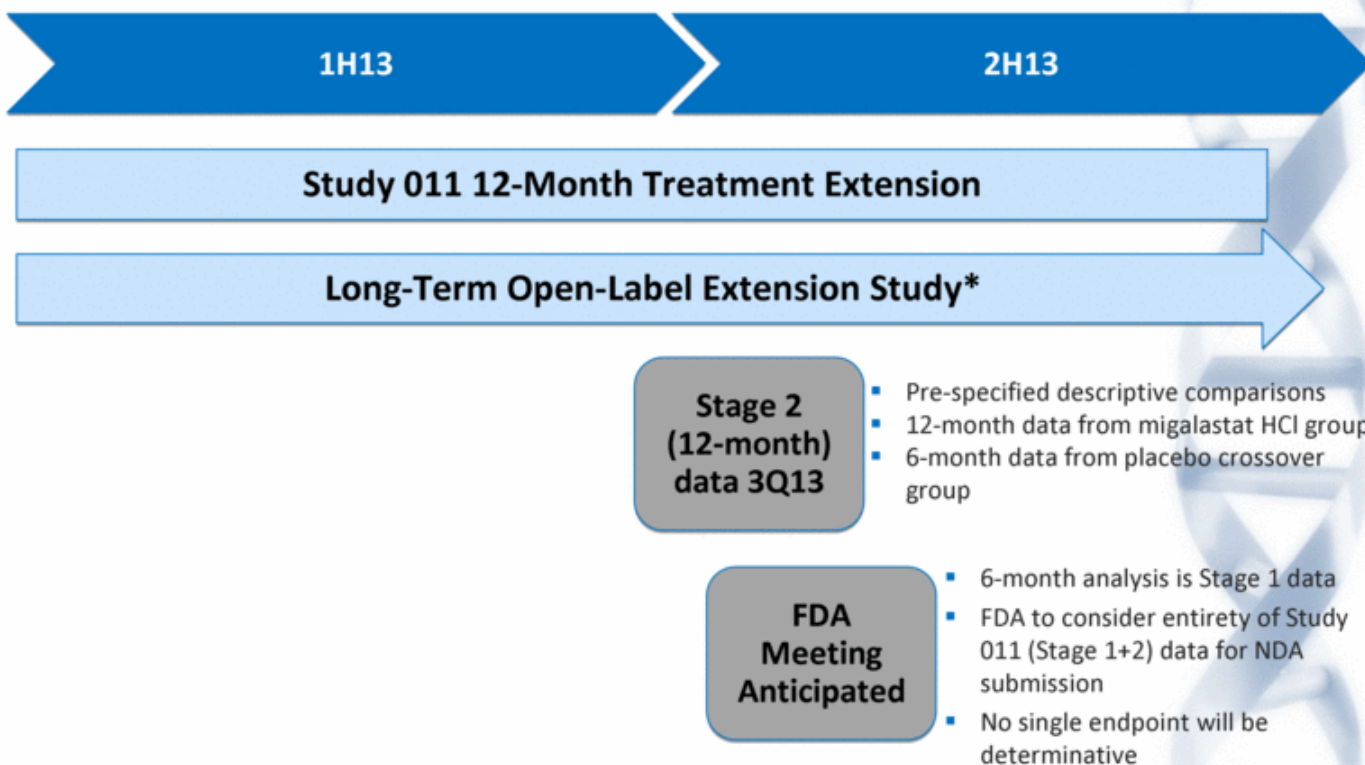 1H13
2H13
Study 011 12-Month Treatment Extension
Long-Term Open-Label Extension Study*
Stage 2
(12-month)
data 3Q13
▪ Pre-specified descriptive comparisons
▪ 12-month data from migalastat HCl group
▪ 6-month data from placebo crossover
group
FDA
Meeting
Anticipated
▪ 6-month analysis is Stage 1 data
▪ FDA to consider entirety of Study
011 (Stage 1+2) data for NDA
submission
▪ No single endpoint will be
determinative